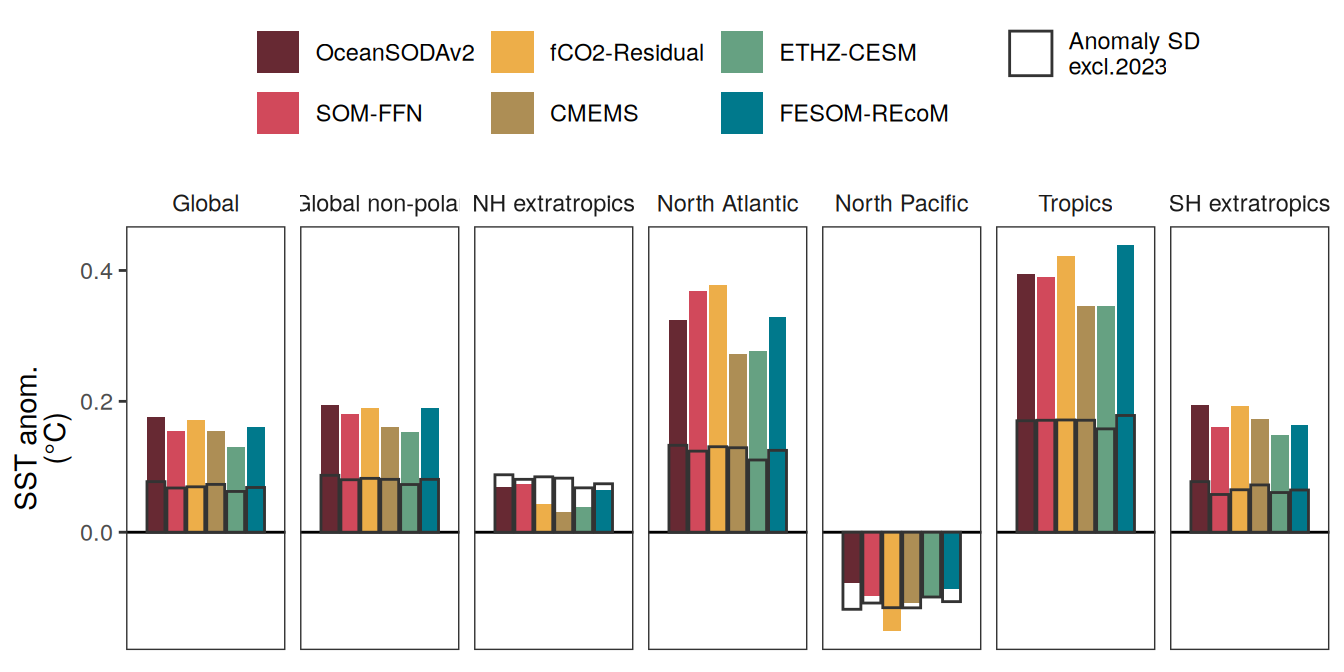 OceanSODAv2 fCO2-Residual ETHZ-CESM Anomaly SD
excl.2023
SOM-FFN CMEMS FESOM-REcoM
Global Global non-polar NH extratropics North Atlantic North Pacific Tropics SH extratropics
SST anom.
(°C)
0.4
0.2
0.0